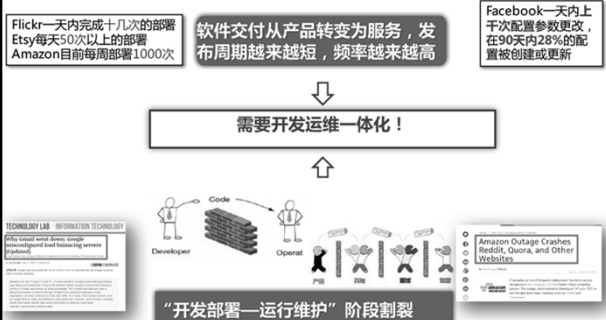 Flickr一天内完成十几次的部署
Etsy每天50次以上的部署
Amazon目前每周部署1000次
软件交付从产品转变为服务，发
布周期越来越短，频率越来越高
Facebook一天内上
千次配置参数更改，
在90天内28%的配
置被创建或更新
需要开发运维一体化！
TECHNOLOGY LAB / INFORMATION TECHNOLOGY
Why Gmail went down: Google
misconfigured load balancing servers
(Updated)
Code
Developer
Operat
产品
开发
测试
Amazon Outage Crashes
Reddit, Quora, and Other
Websites
“开发部署—运行维护”阶段割裂